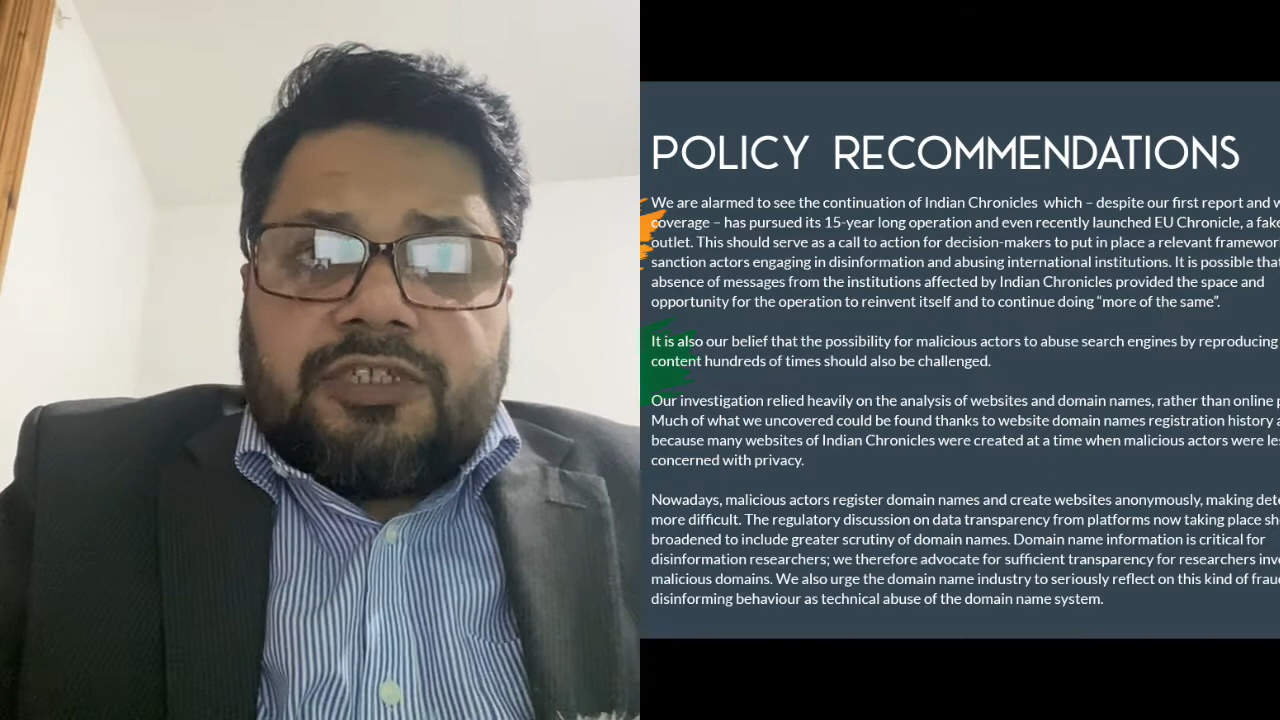 POLICY RECOMMENDATIONS
We are alarmed to see the continuation of Indian Chronicles which – despite our first report and
coverage – has pursued its 15-year long operation and even recently launched EU Chronicle, a fake
outlet. This should serve as a call to action for decision-makers to put in place a relevant
sanction actors engaging in disinformation and abusing international institutions. It is possible that
absence of messages from the institutions affected by Indian Chronicles provided the space and
opportunity for the operation to reinvent itself and to continue doing “more of the same”.
It is also our belief that the possibility for malicious actors to abuse search engines by reproducing
content hundreds of times should also be challenged.
Our investigation relied heavily on the analysis of websites and domain names, rather than online
Much of what we uncovered could be found thanks to website domain names registration history
because many websites of Indian Chronicles were created at a time when malicious actors were
concerned with privacy.
Nowadays, malicious actors register domain names and create websites anonymously, making
more difficult. The regulatory discussion on data transparency from platforms now taking place
broadened to include greater scrutiny of domain names. Domain name information is critical for
disinformation researchers; we therefore advocate for sufficient transparency for researchers
malicious domains. We also urge the domain name industry to seriously reflect on this kind of
disinforming behaviour as technical abuse of the domain name system.